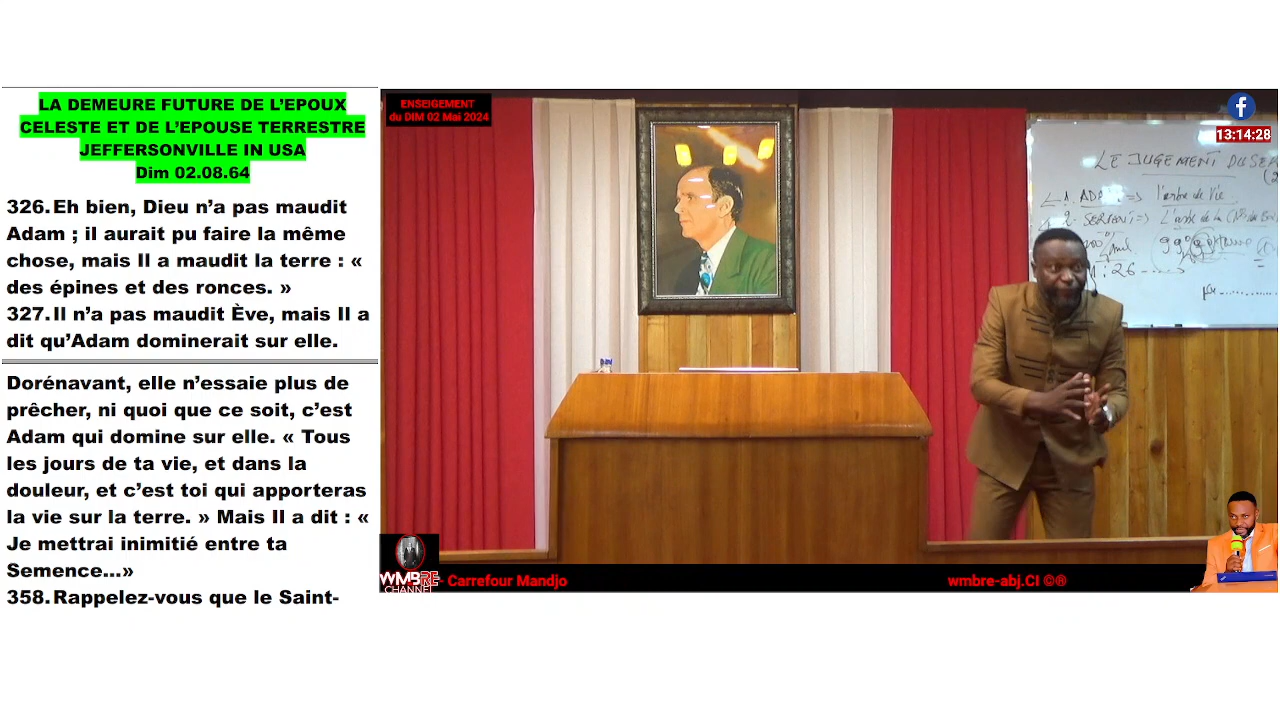 LA DEMEURE FUTURE DE L’EPOUX
CELESTE ET DE L’EPOUSE TERRESTRE
JEFFERSONVILLE IN USA
Dim 02.08.64
326. Eh bien, Dieu n’a pas maudit
Adam ; il aurait pu faire la même
chose, mais Il a maudit la terre : «
des épines et des ronces. »
327. Il n’a pas maudit Ève, mais Il a
dit qu’Adam dominerait sur elle.
Dorénavant, elle n’essaie plus de
prêcher, ni quoi que ce soit, c’est
Adam qui domine sur elle. « Tous
les jours de ta vie, et dans la
douleur, et c’est toi qui apporteras
la vie sur la terre. » Mais Il a dit : «
Je mettrai inimitié entre ta
Semence...»
358. Rappelez-vous que le Saint-
ENSEIGEMENT
du DIM 02 Mai 2024
13:14:28
LE JUGEMENT DU
1. => l'arbre de Vie
2. SERPENT => L'arbre de la
: 26
WMBRE
CHANNEL
- Carrefour Mandjo
wmbre-abj.CI ©®